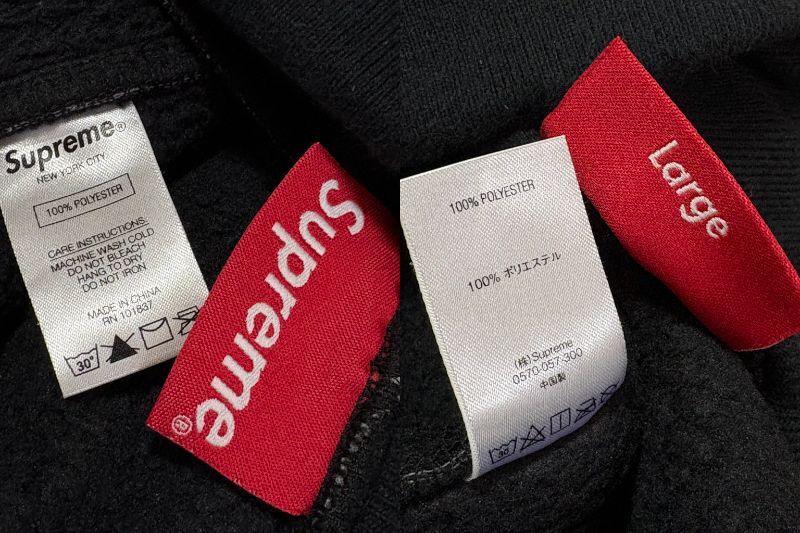 Supreme®
NEW YORK CITY
100% POLYESTER
CARE INSTRUCTIONS:
MACHINE WASH COLD
DO NOT BLEACH
HANG TO DRY
DO NOT IRON
MADE IN CHINA
RN 101837
30°
Supreme®
100% POLYESTER
100% ポリエステル
(株)Supreme
0570-057-300
中国製
30
Large